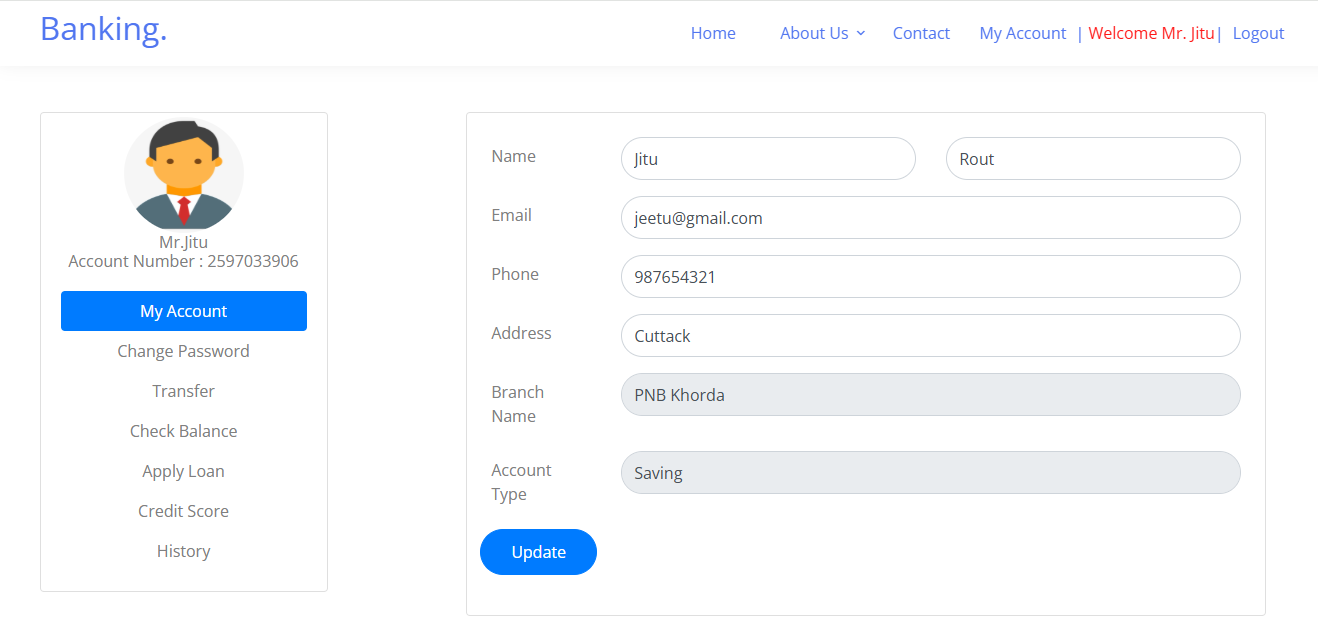 Banking.
Home About Us Contact My Account | Welcome Mr. Jitu| Logout
Mr.Jitu
Account Number : 2597033906
My Account
Change Password
Transfer
Check Balance
Apply Loan
Credit Score
History
Name Jitu Rout
Email jeetu@gmail.com
Phone 987654321
Address Cuttack
Branch Name PNB Khorda
Account Type Saving
Update